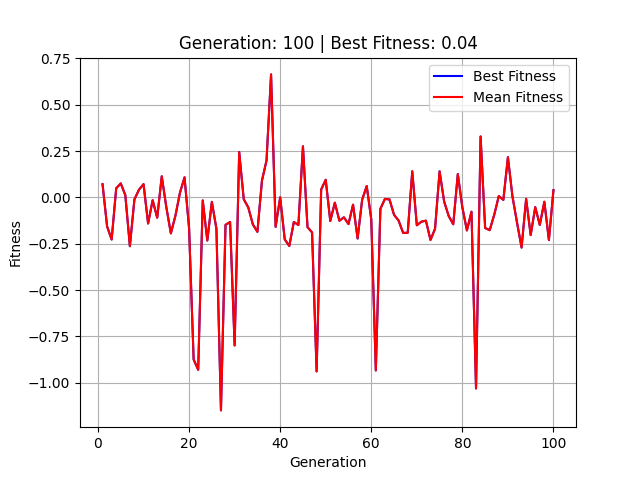 Generation: 100 | Best Fitness: 0.04
Best Fitness
Mean Fitness
Fitness
0.75
0.50
0.25
0.00
−0.25
−0.50
−0.75
−1.00
0 20 40 60 80 100
Generation